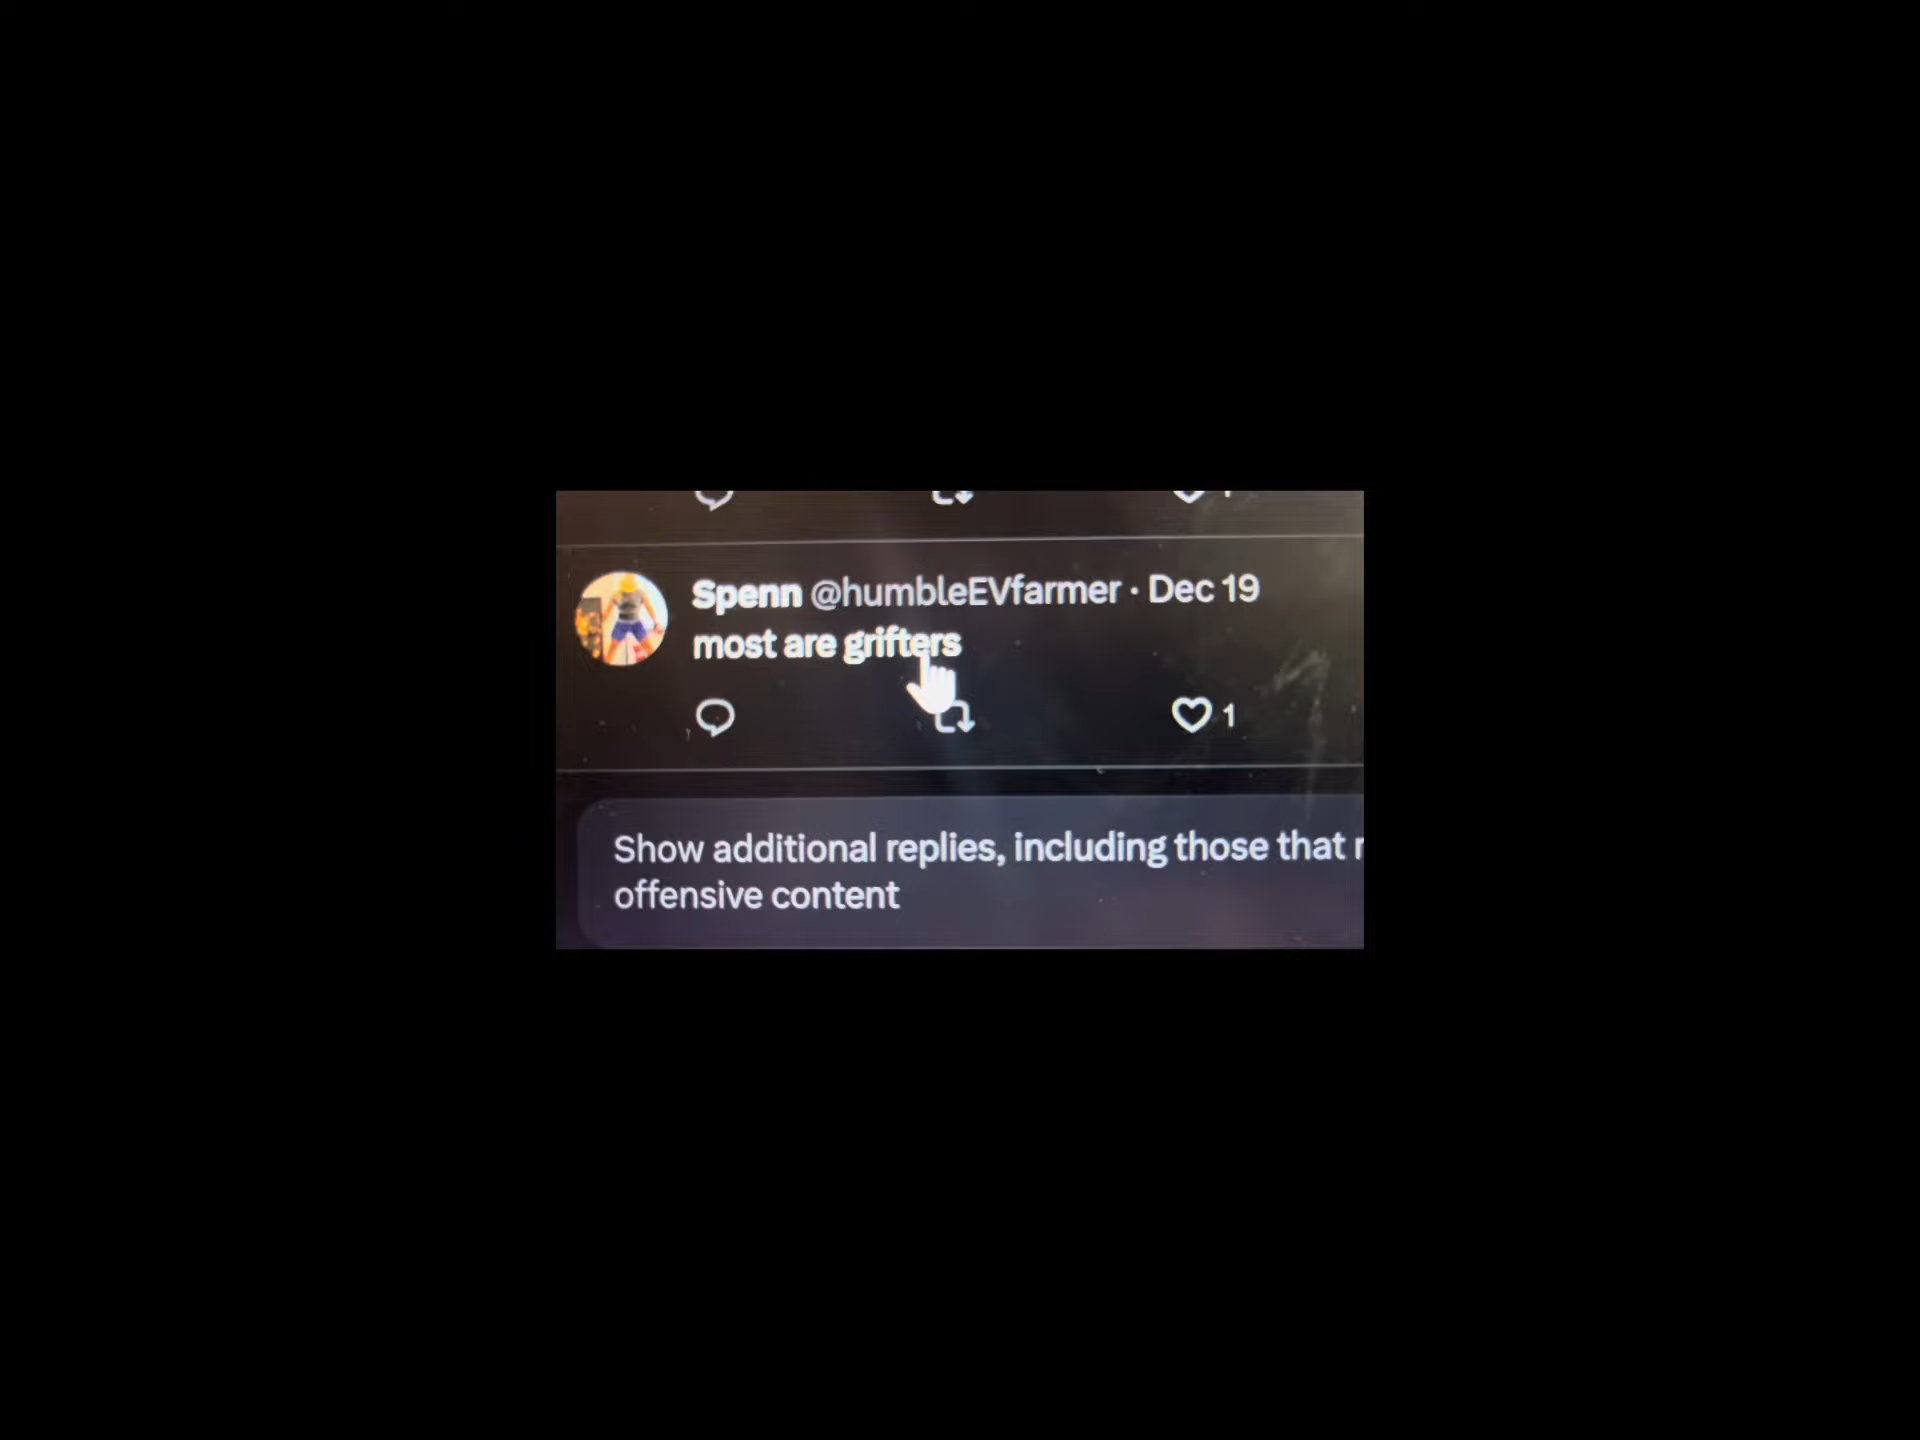 Spenn @humbleEVfarmer · Dec 19
most are grifters
1
Show additional replies, including those that
offensive content